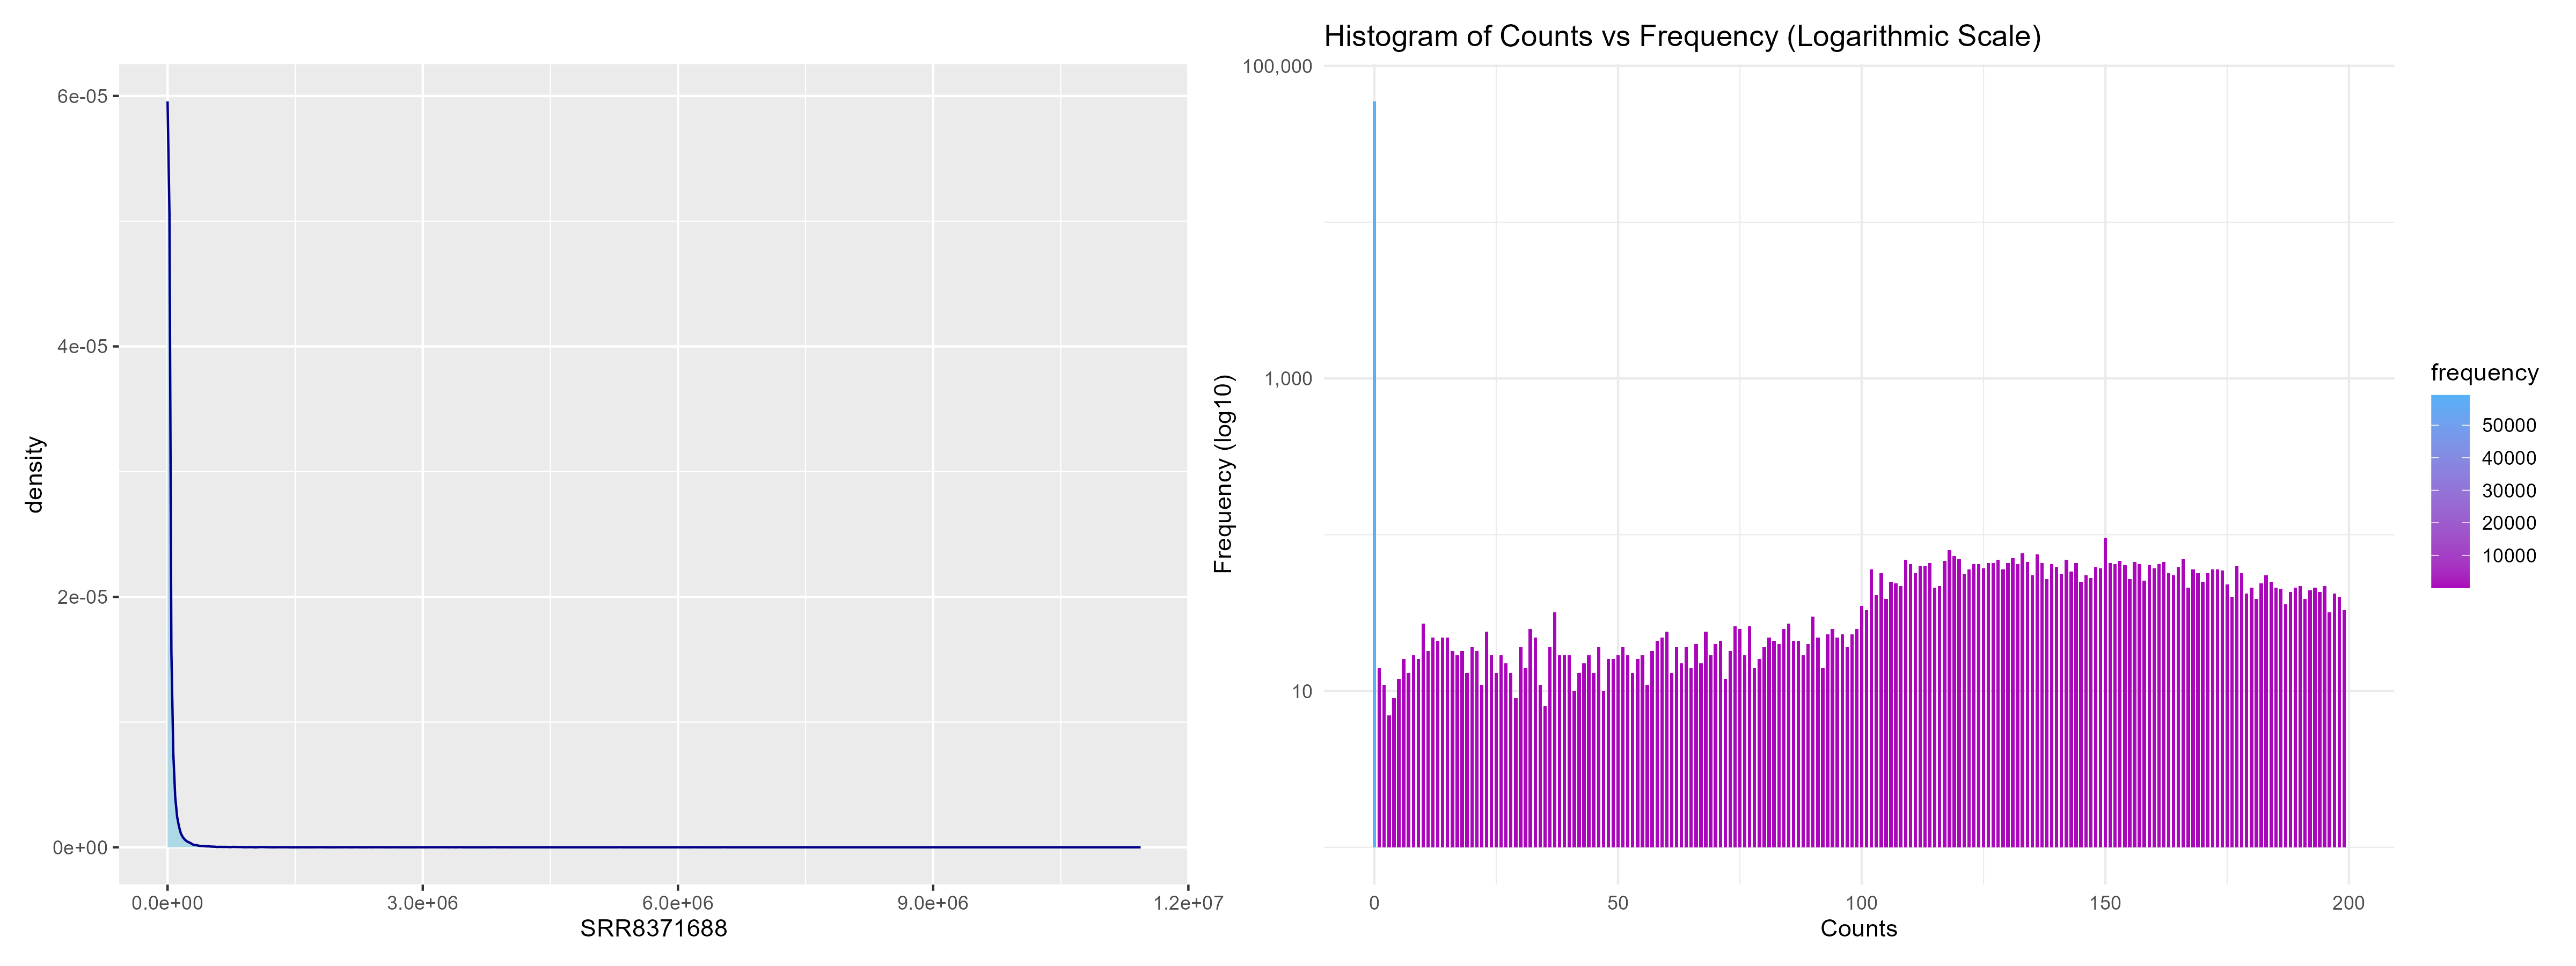 6e-05
4e-05
2e-05
0e+00
density
0.0e+00 3.0e+06 6.0e+06 9.0e+06 1.2e+07
SRR8371688
Histogram of Counts vs Frequency (Logarithmic Scale)
100,000
1,000
10
Frequency (log10)
0 50 100 150 200
Counts
frequency
50000
40000
30000
20000
10000